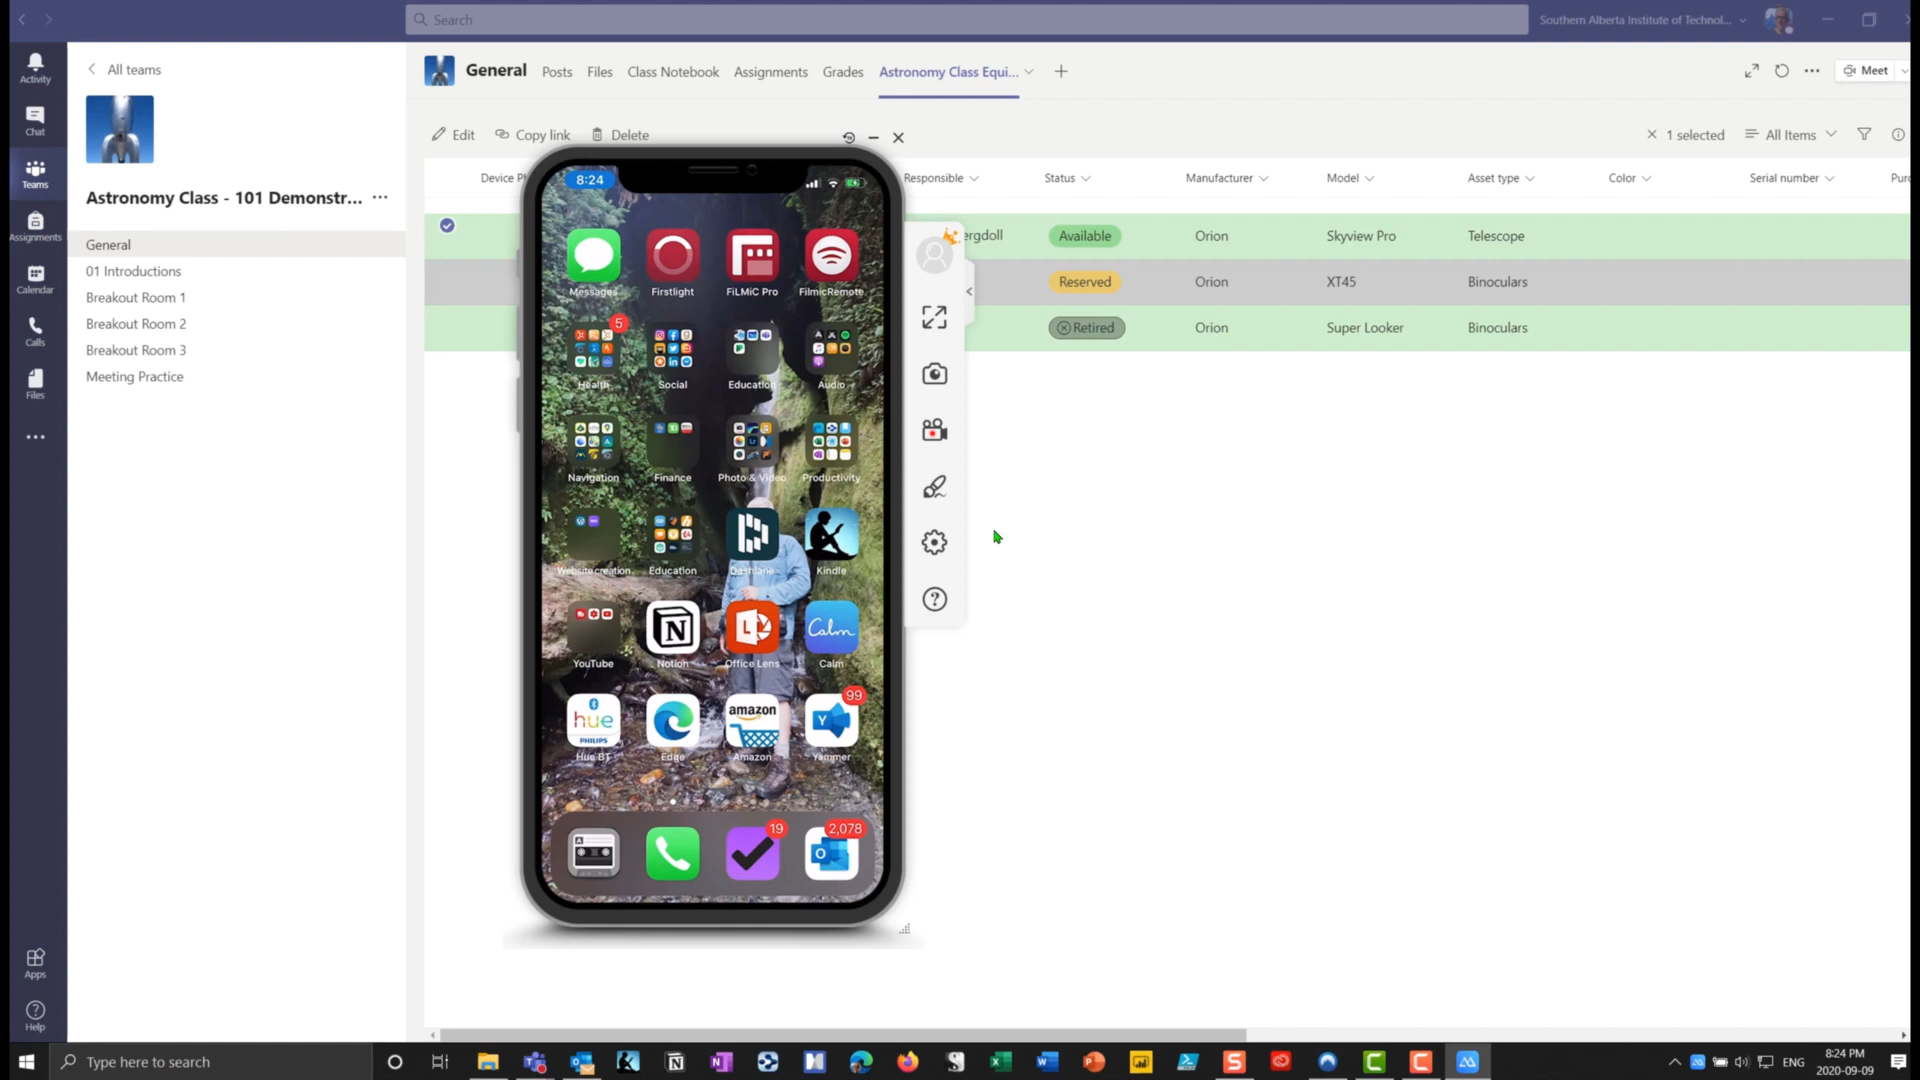 Search
Southern Alberta Institute of Technol...
Activity
Chat
Teams
Assignments
Calendar
Calls
Files
Apps
Help
All teams
Astronomy Class - 101 Demonstr...
General
01 Introductions
Breakout Room 1
Breakout Room 2
Breakout Room 3
Meeting Practice
General Posts Files Class Notebook Assignments Grades Astronomy Class Equi...
Meet
Edit Copy link Delete
1 selected All Items
Device P Responsible Status Manufacturer Model Asset type Color Serial number Purc
ergdoll Available Orion Skyview Pro Telescope
Reserved Orion XT45 Binoculars
Retired Orion Super Looker Binoculars
8:24
Messages Firstlight FiLMiC Pro FilmicRemote
5
Health Social Education Audio
Navigation Finance Photo & Video Productivity
Website creation Education Dashlane Kindle
Calm
YouTube Notion Office Lens Calm
99
hue
PHILIPS
amazon
Hue BT Edge Amazon Yammer
19 2,078
Type here to search
ENG
8:24 PM
2020-09-09